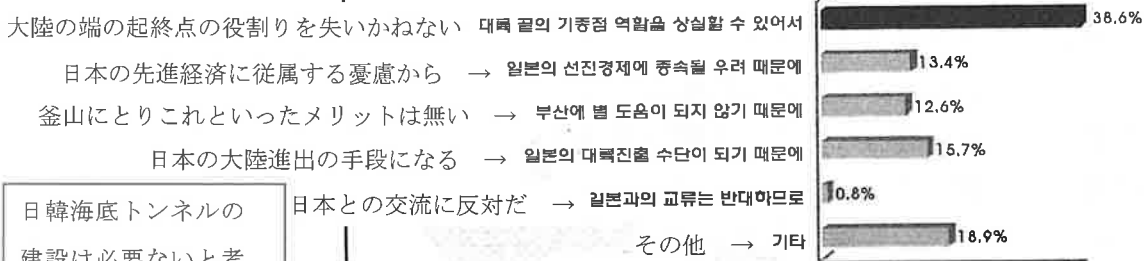 大陸の端の起終点の役割りを失いかねない 대륙 끝의 기종점 역할을 상실할 수 있어서 38.6%
日本の先進経済に従属する憂慮から → 일본의 선진경제에 종속될 우려 때문에 13.4%
釜山にとりこれといったメリットは無い → 부산에 별 도움이 되지 않기 때문에 12.6%
日本の大陸進出の手段になる → 일본의 대륙진출 수단이 되기 때문에 15.7%
日本との交流に反対だ → 일본과의 교류는 반대하므로 0.8%
その他 → 기타 18.9%
日韓海底トンネルの
建設は必要ないと考